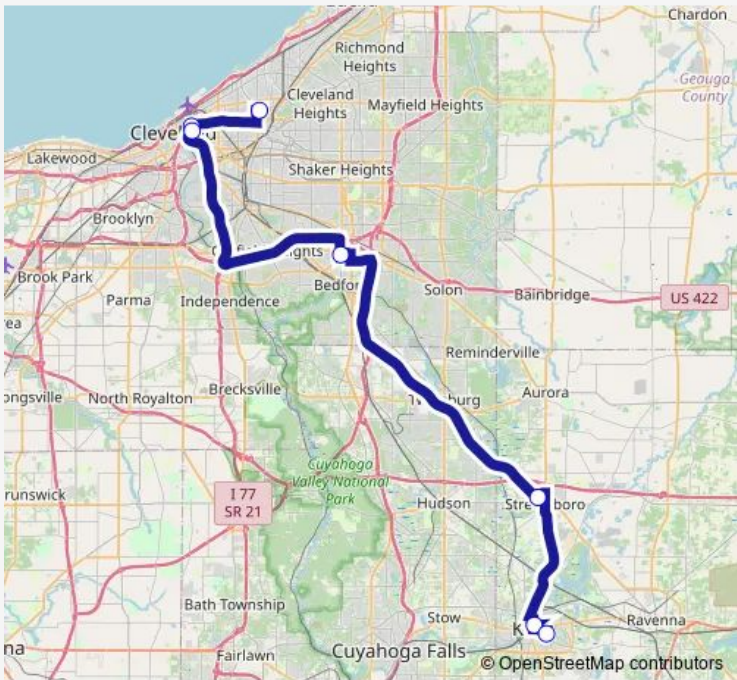 Chardon
Richmond
Heights
Geauga
County
Cleveland
Heights
Mayfield Heights
Lakewood
Shaker Heights
Brooklyn
Brook Park
Bedford
Solon
Bainbridge
US 422
Parma
Independence
Reminderville
Brecksville
Aurora
North Royalton
Cuyahoga
Valley National
Park
I 77
SR 21
Hudson
Bath Township
Stow
Ravenna
Fairlawn
Cuyahoga Falls
© OpenStreetMap contributors